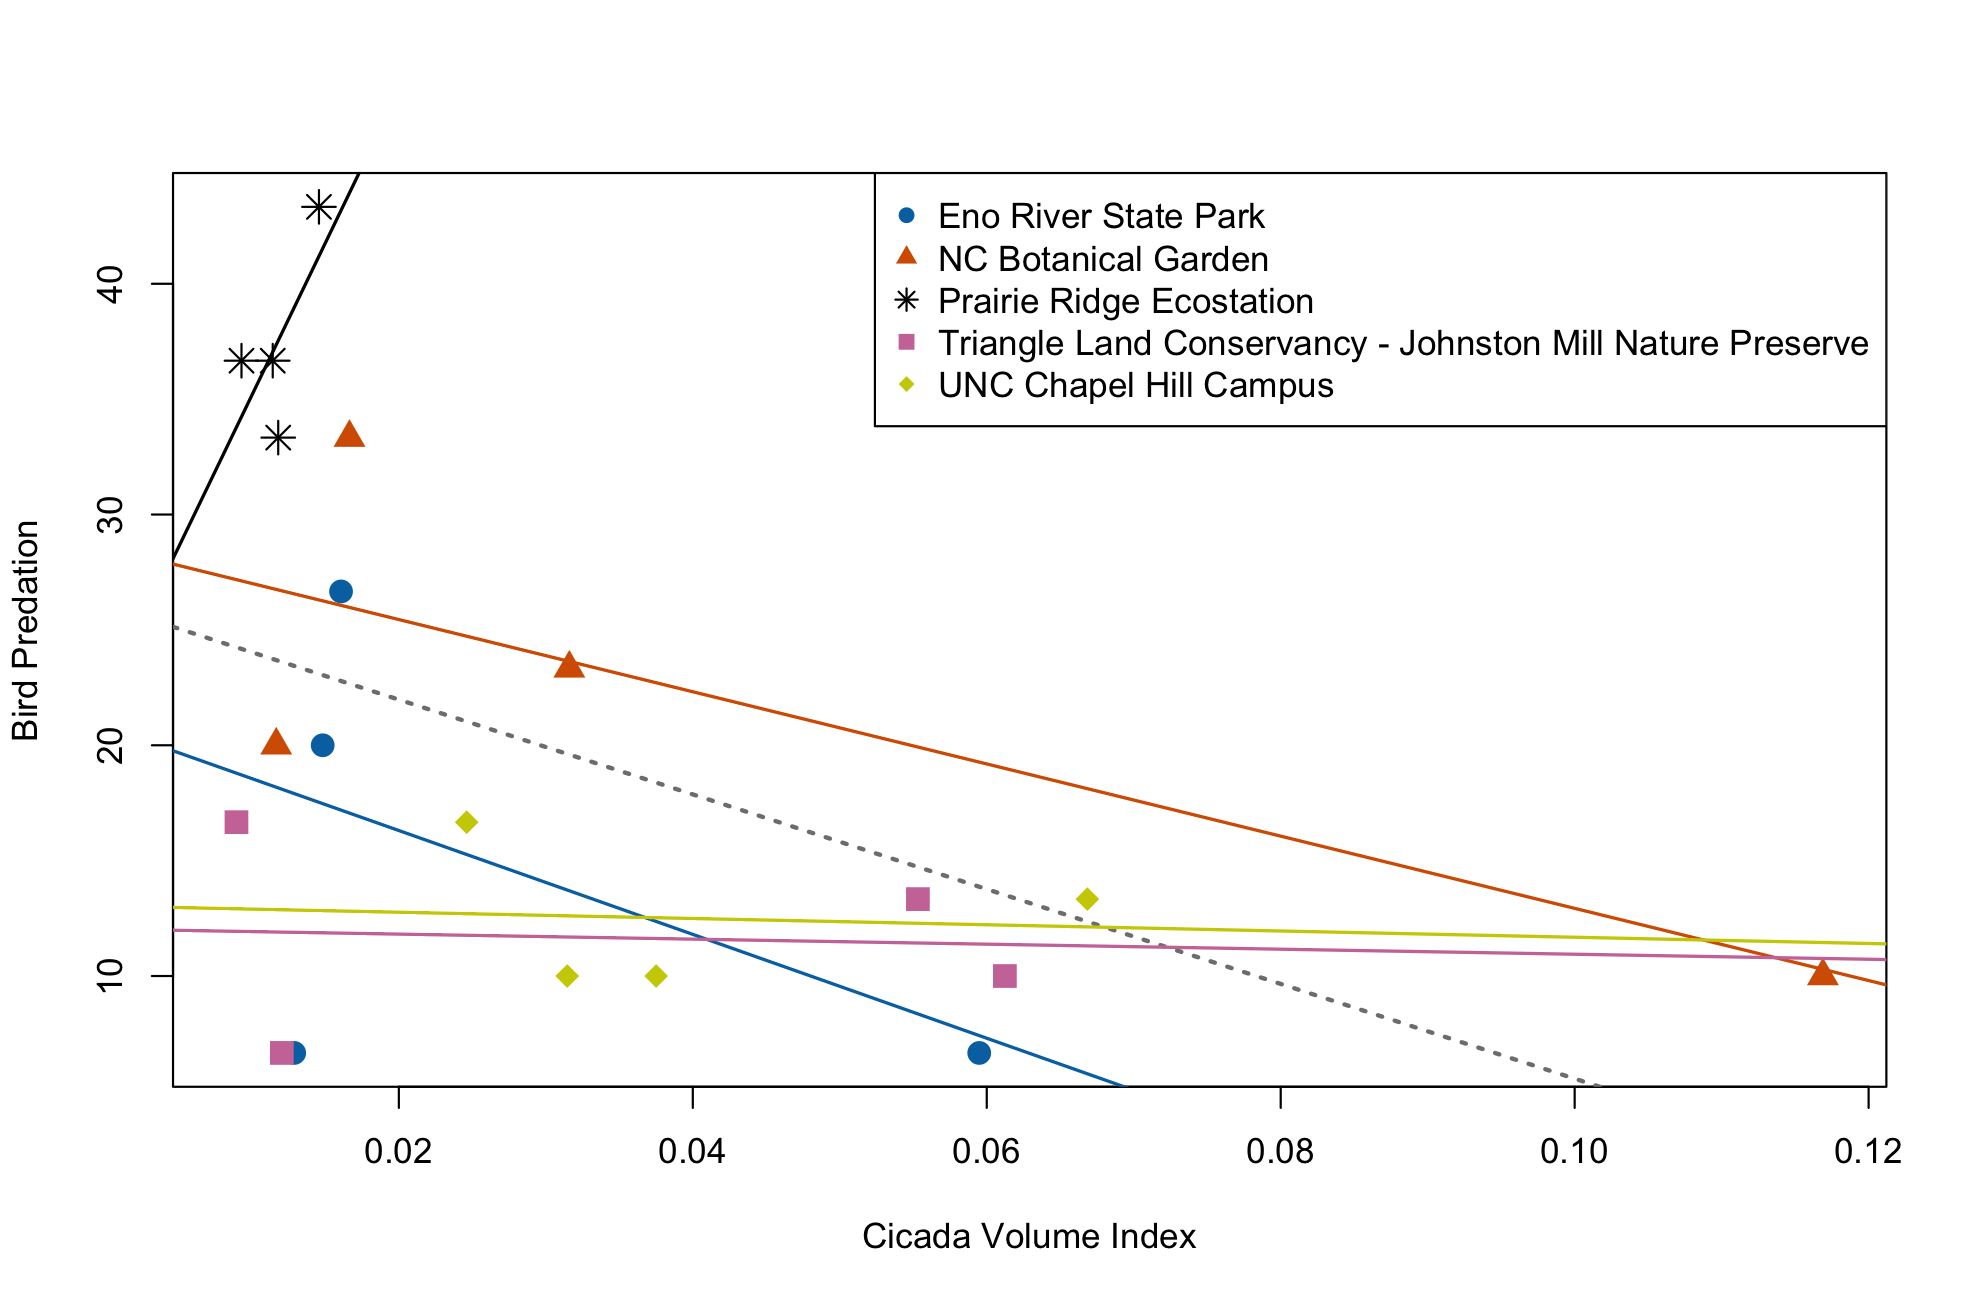 Eno River State Park
NC Botanical Garden
Prairie Ridge Ecostation
Triangle Land Conservancy - Johnston Mill Nature Preserve
UNC Chapel Hill Campus
40
30
20
10
Bird Predation
0.02 0.04 0.06 0.08 0.10 0.12
Cicada Volume Index